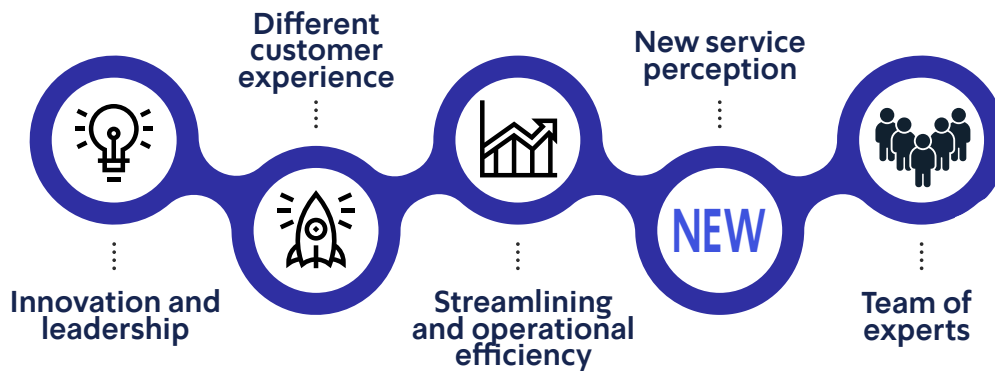 Different
customer
experience
New service
perception
NEW
Innovation and
leadership
Streamlining
and operational
efficiency
Team of
experts